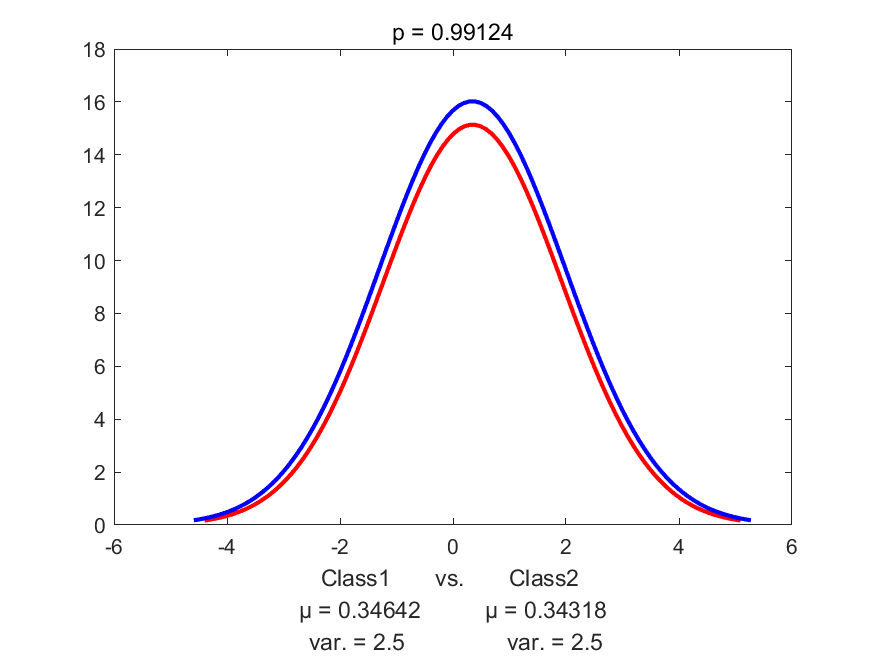 p = 0.99124
18
16
14
12
10
8
6
4
2
0
-6 -4 -2 0 2 4 6
Class1 vs. Class2
μ = 0.34642 μ = 0.34318
var. = 2.5 var. = 2.5